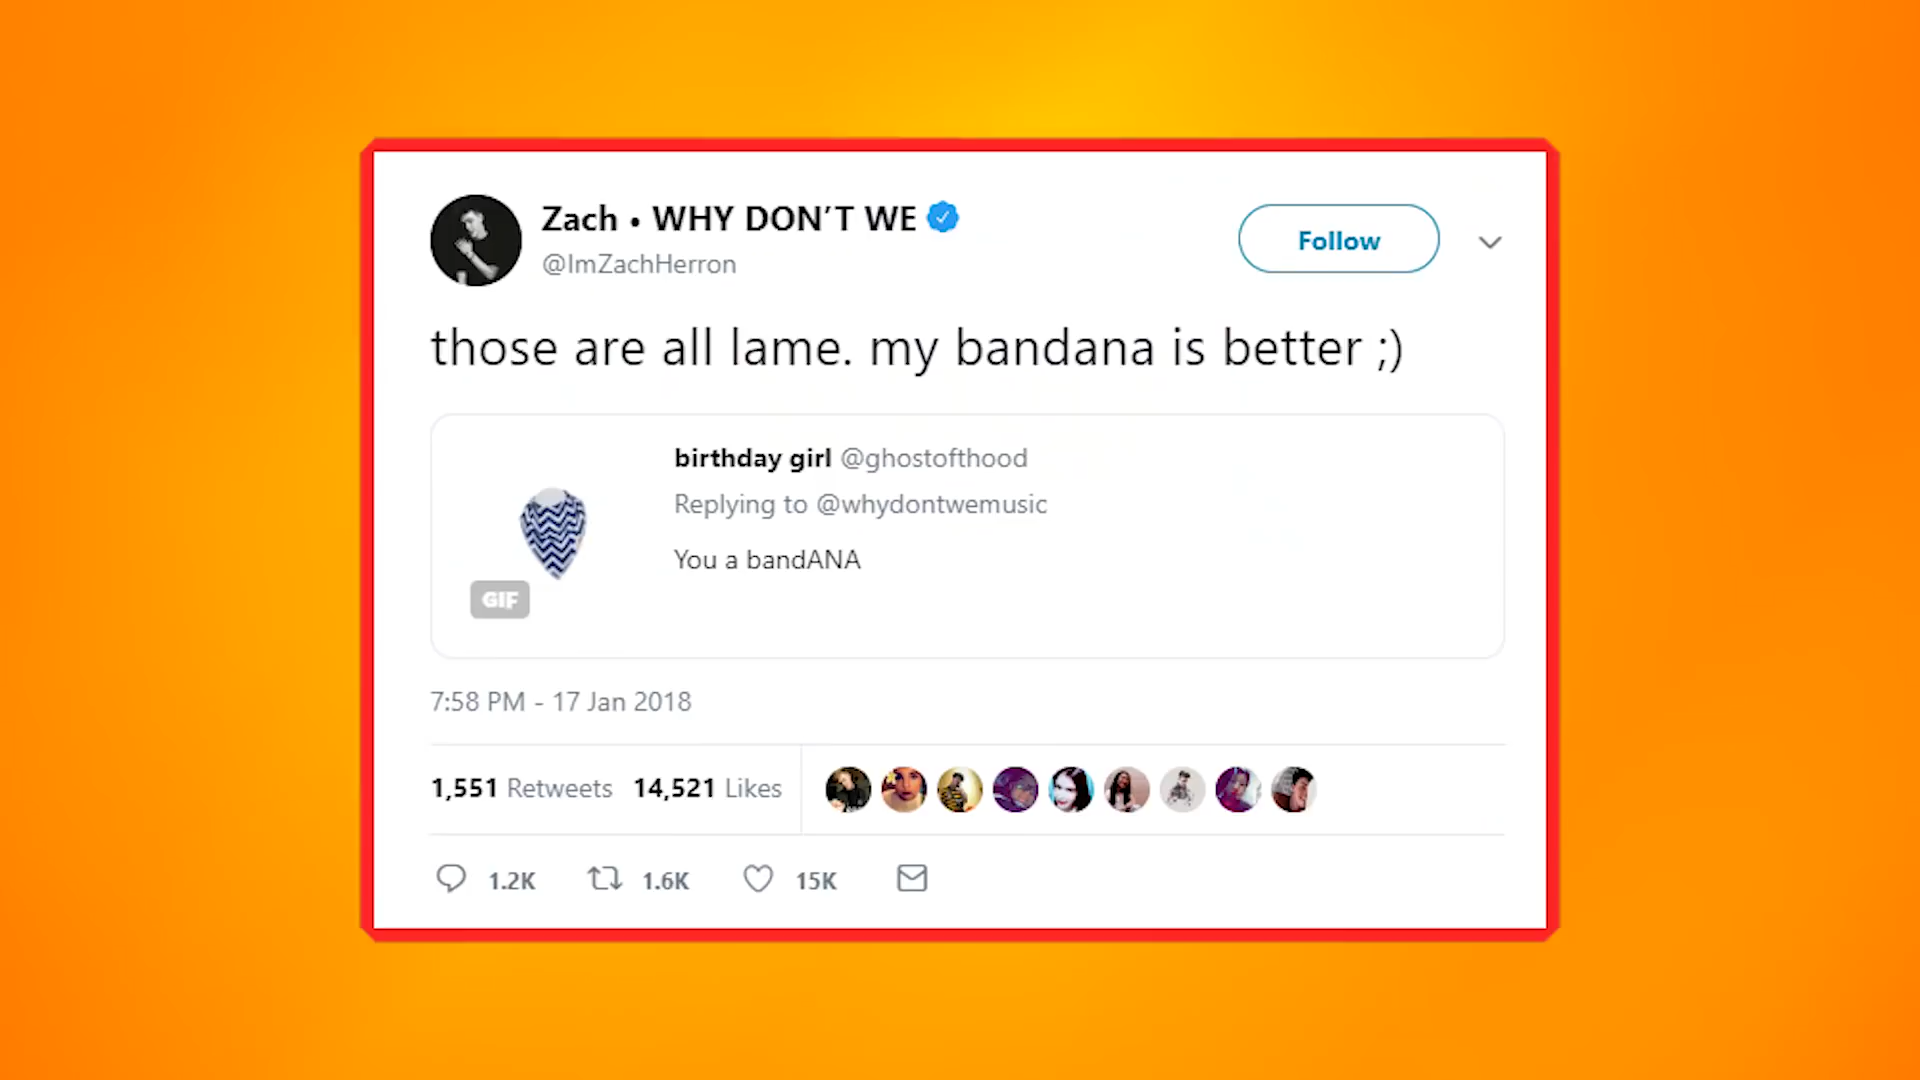 Zach • WHY DON’T WE
@ImZachHerron
Follow
those are all lame. my bandana is better ;)
birthday girl @ghostofthood
Replying to @whydontwemusic
You a bandANA
GIF
7:58 PM - 17 Jan 2018
1,551 Retweets 14,521 Likes
1.2K 1.6K 15K